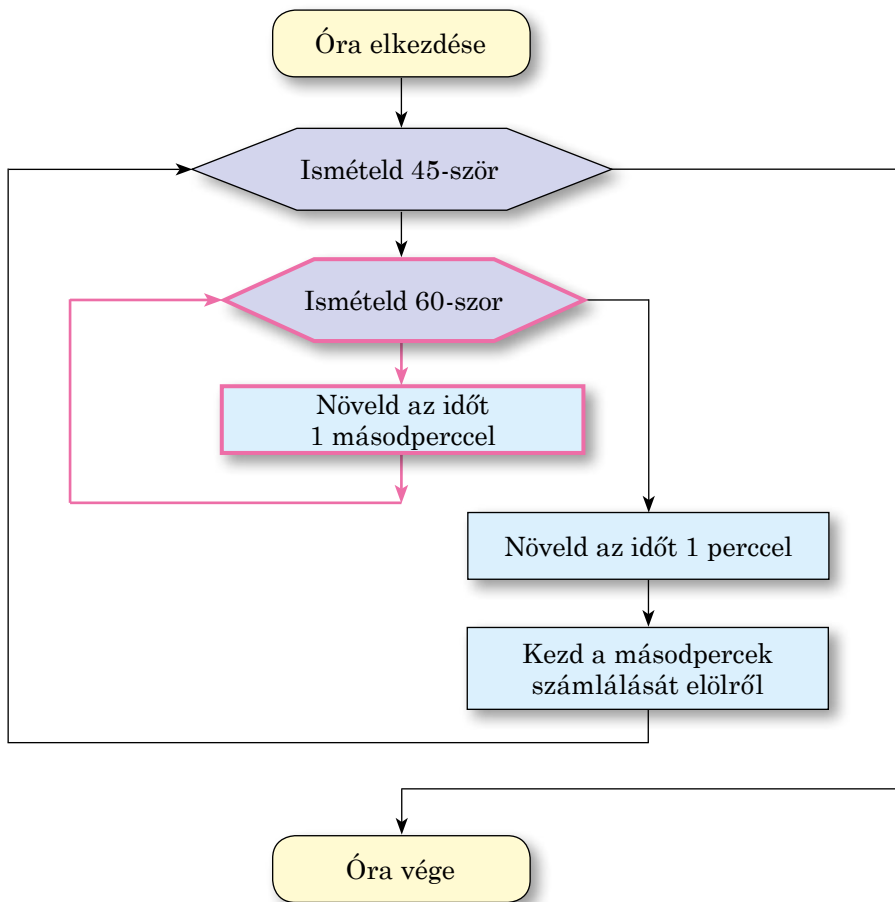 Óra elkezdése
Ismételd 45-ször
Ismételd 60-szor
Növeld az időt
1 másodperccel
Növeld az időt 1 perccel
Kezd a másodpercek
számlálását elölről
Óra vége